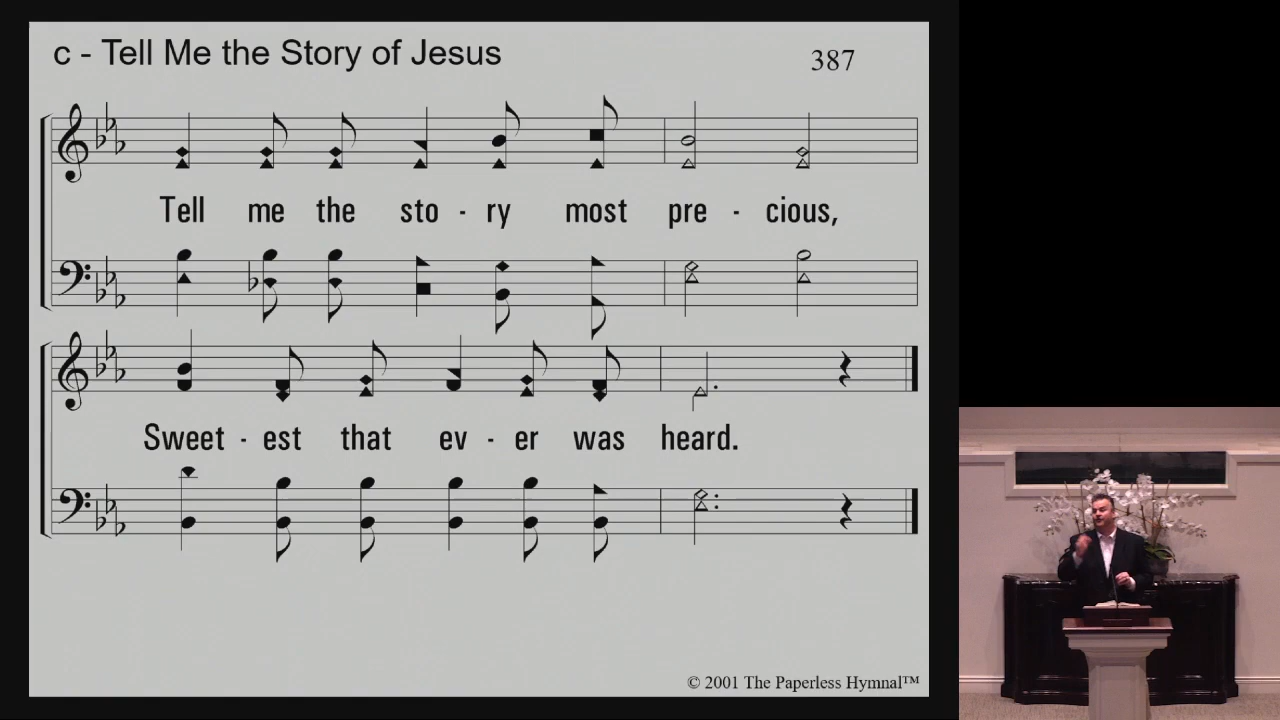 c - Tell Me the Story of Jesus
387
Tell me the sto - ry most pre - cious,
Sweet - est that ev - er was heard.
© 2001 The Paperless Hymnal™